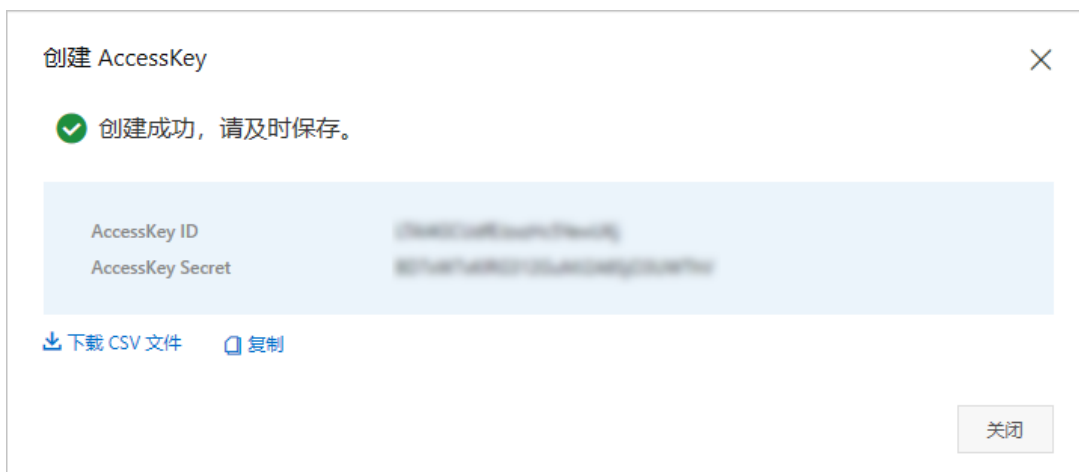 创建 AccessKey
创建成功，请及时保存。
AccessKey ID
AccessKey Secret
下载 CSV 文件 复制
关闭